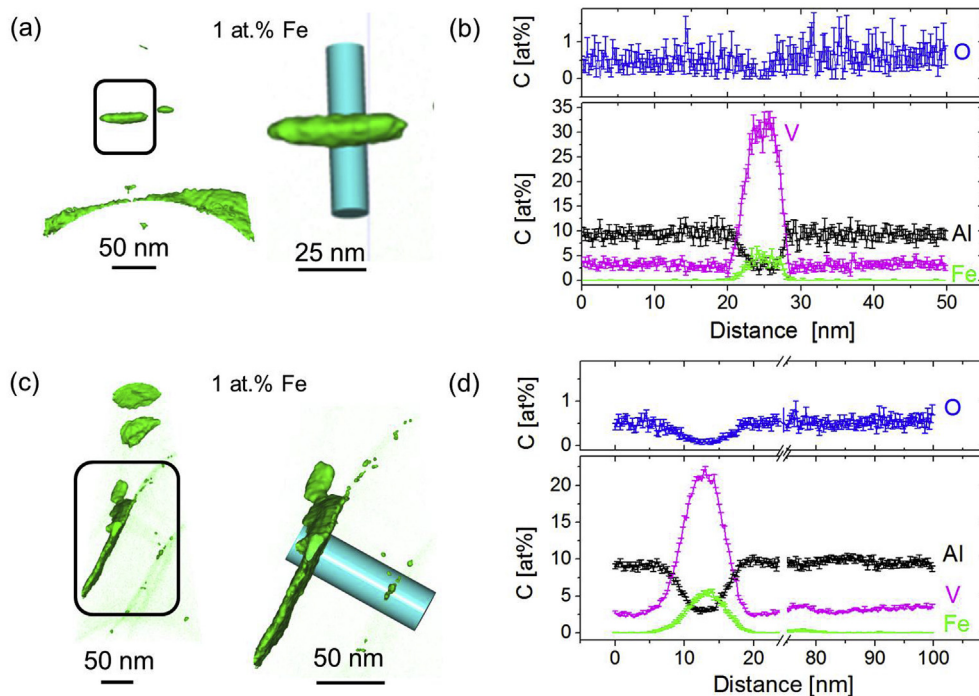 (a)
1 at.% Fe
50 nm
25 nm
(b)
C [at%]
1
0
O
C [at%]
35
30
25
20
15
10
5
0
V
Al
Fe
0 10 20 30 40 50
Distance [nm]
(c)
1 at.% Fe
50 nm
50 nm
(d)
C [at%]
1
0
O
C [at%]
20
15
10
5
0
Al
V
Fe
0 10 20 80 90 100
Distance [nm]